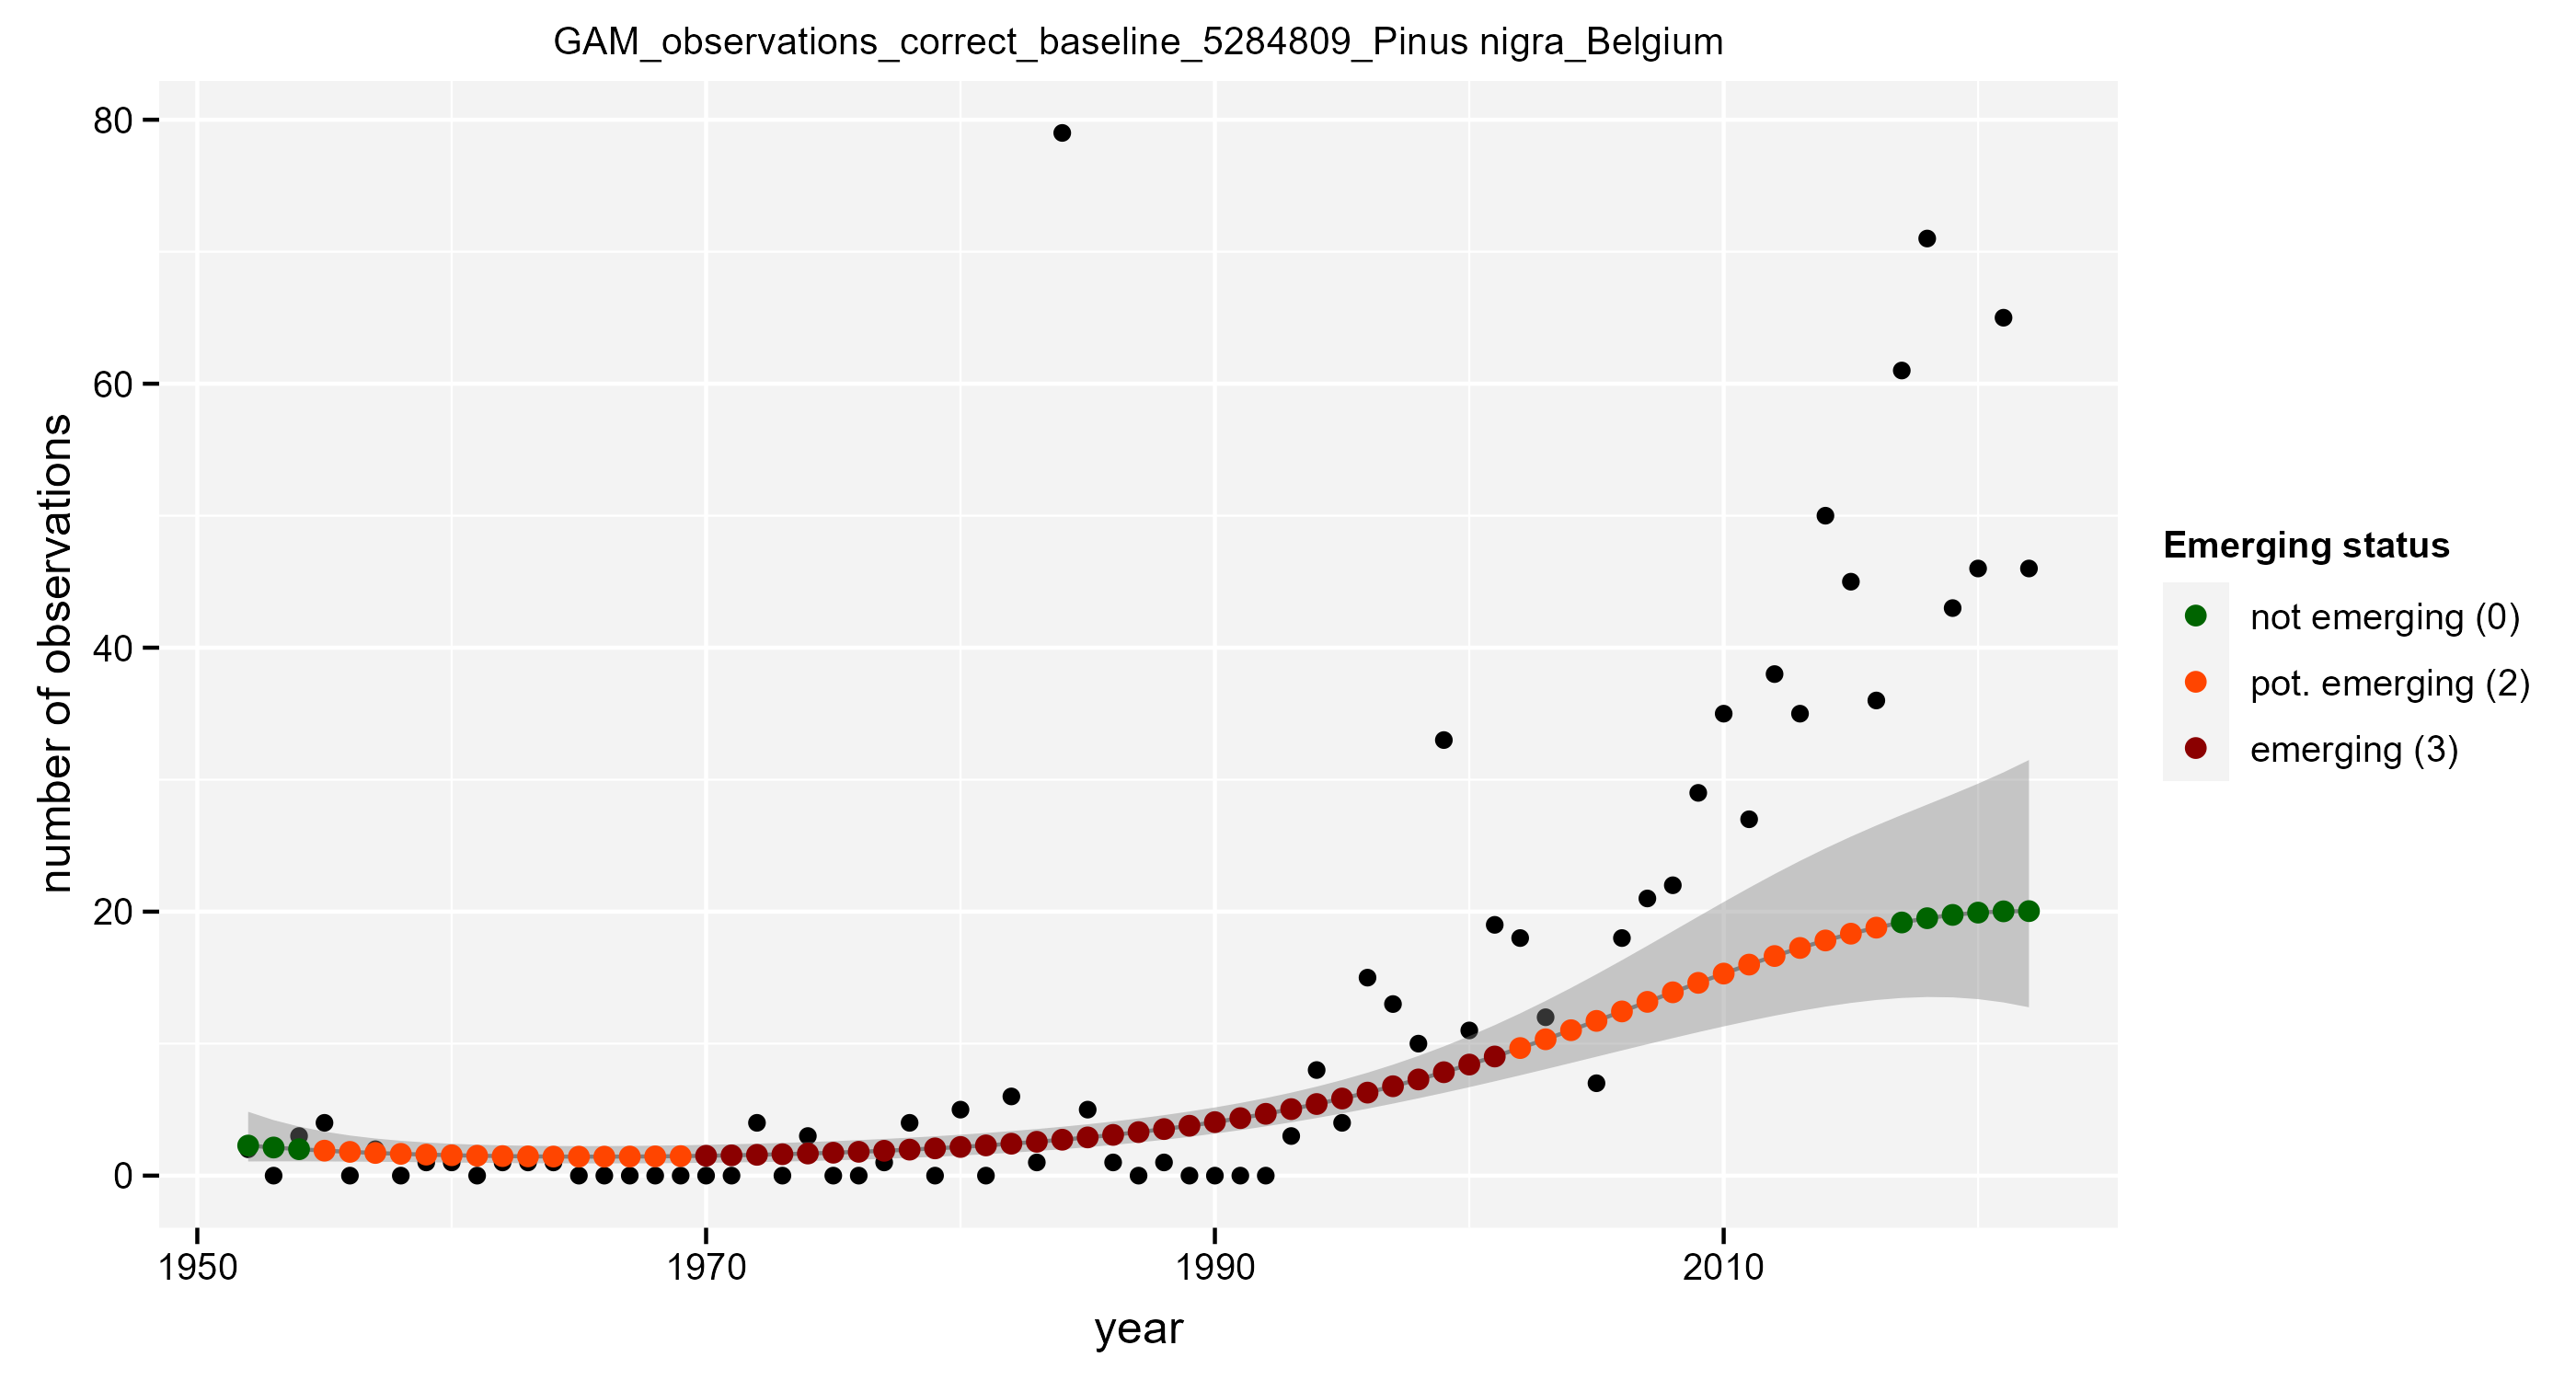 GAM_observations_correct_baseline_5284809_Pinus nigra_Belgium
80
60
40
20
0
number of observations
1950
1970
1990
2010
year
Emerging status
not emerging (0)
pot. emerging (2)
emerging (3)